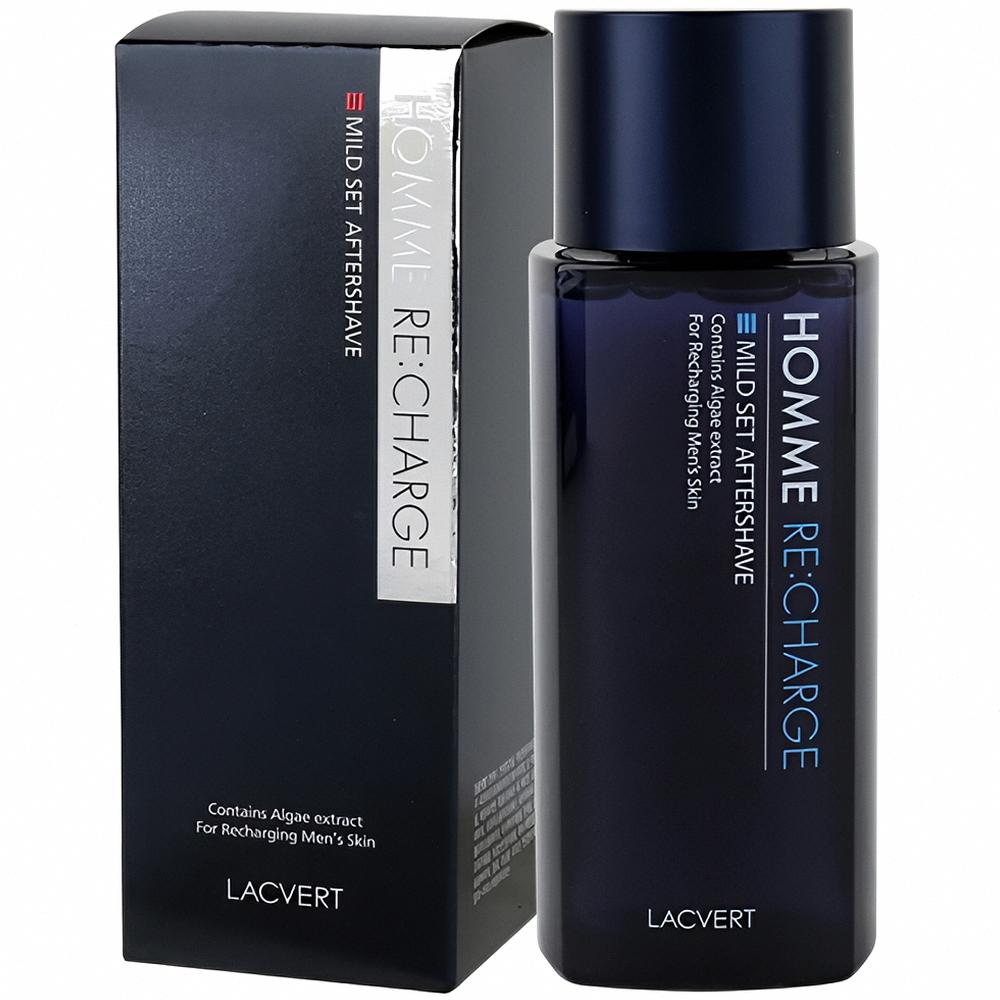 HOMME RE:CHARGE
MILD SET AFTERSHAVE
Contains Algae extract
For Recharging Men's Skin
LACVERT
HOMME RE:CHARGE
MILD SET AFTERSHAVE
Contains Algae extract
For Recharging Men's Skin
LACVERT